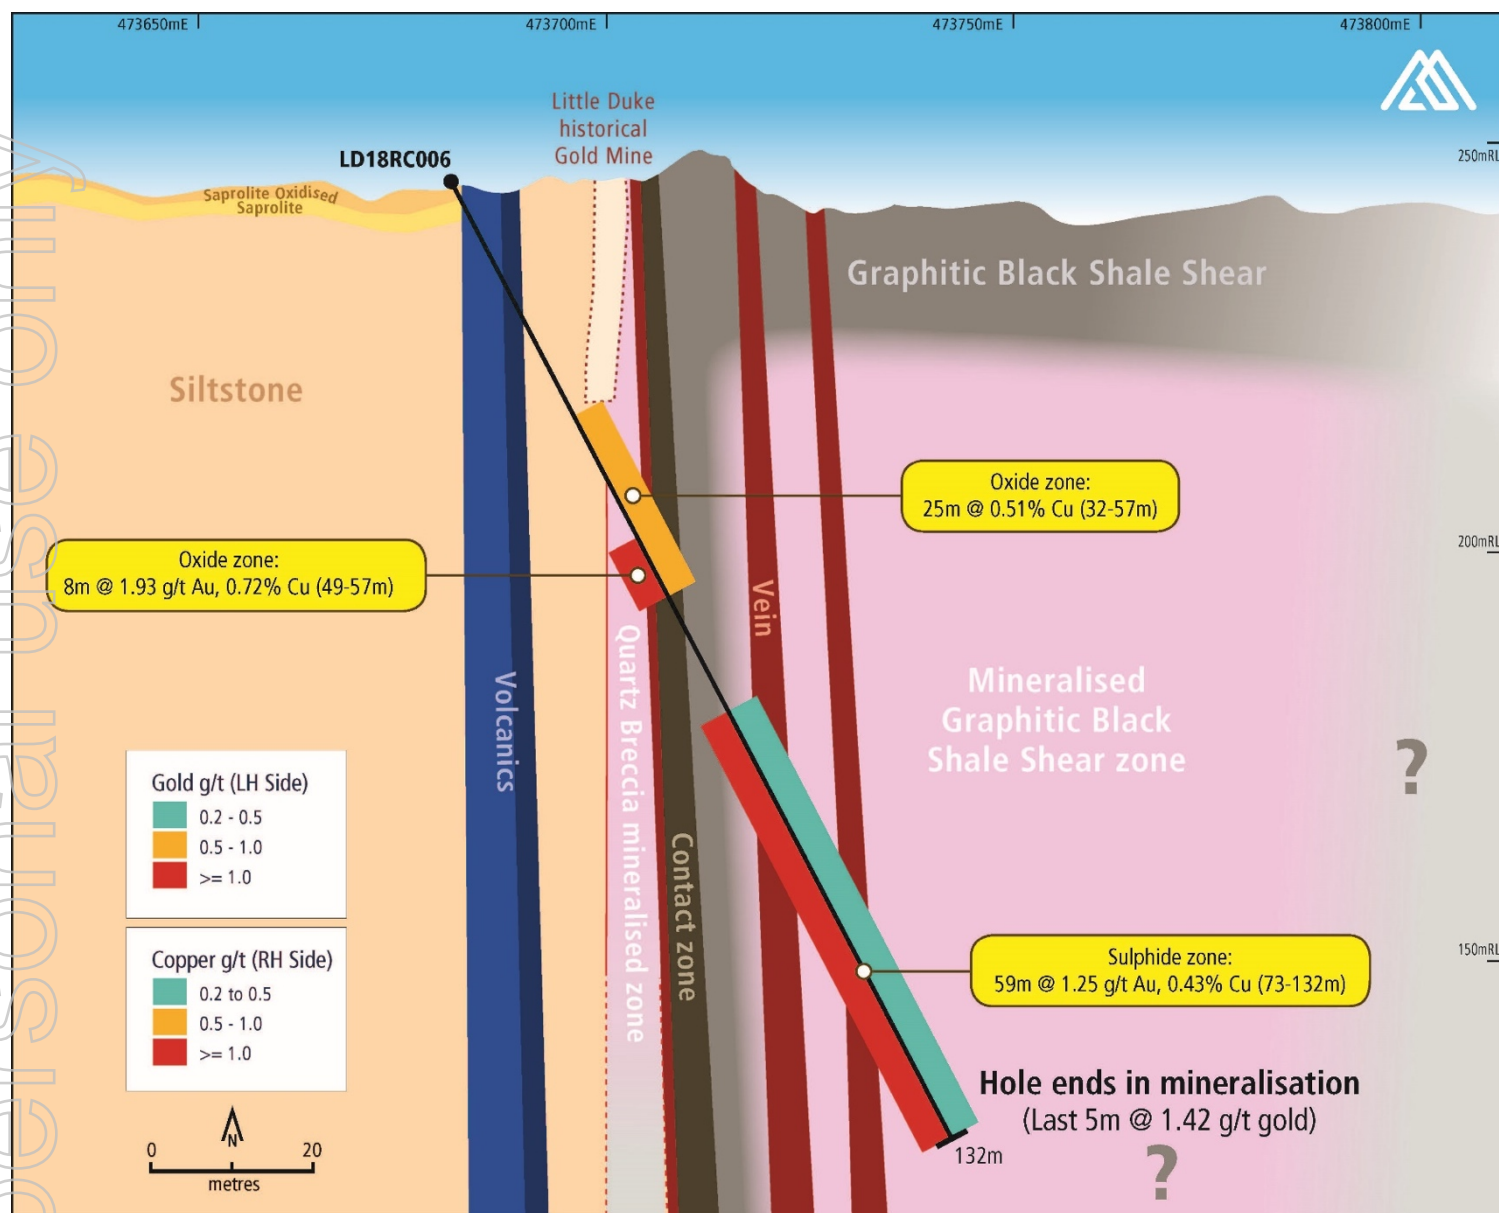 473650mE
473700mE
473750mE
473800mE
Little Duke
historical
Gold Mine
LD18RC006
250mRL
Saprolite Oxidised
Saprolite
Graphitic Black Shale Shear
Siltstone
Oxide zone:
25m @ 0.51% Cu (32-57m)
200mRL
Oxide zone:
8m @ 1.93 g/t Au, 0.72% Cu (49-57m)
Vein
Quartz Breccia mineralised zone
Volcanics
Mineralised
Graphitic Black
Shale Shear zone
?
Contact zone
Gold g/t (LH Side)
0.2 - 0.5
0.5 - 1.0
>= 1.0
Copper g/t (RH Side)
0.2 to 0.5
0.5 - 1.0
>= 1.0
150mRL
Sulphide zone:
59m @ 1.25 g/t Au, 0.43% Cu (73-132m)
Hole ends in mineralisation
(Last 5m @ 1.42 g/t gold)
132m
?
N
0 20
metres
personal use only